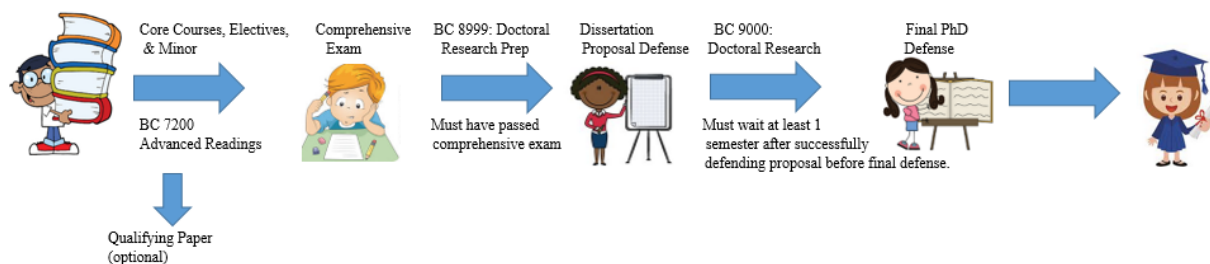 Core Courses, Electives,
& Minor
BC 7200
Advanced Readings
Qualifying Paper
(optional)
Comprehensive
Exam
BC 8999: Doctoral
Research Prep
Must have passed
comprehensive exam
Dissertation
Proposal Defense
BC 9000:
Doctoral Research
Must wait at least 1
semester after successfully
defending proposal before final defense.
Final PhD
Defense